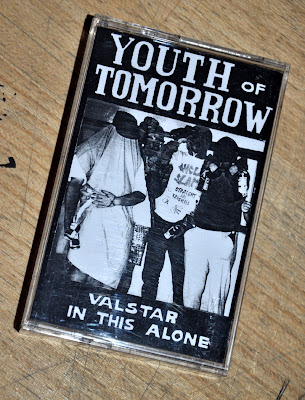 YOUTH OF
TOMORROW
VALSTAR
IN THIS ALONE